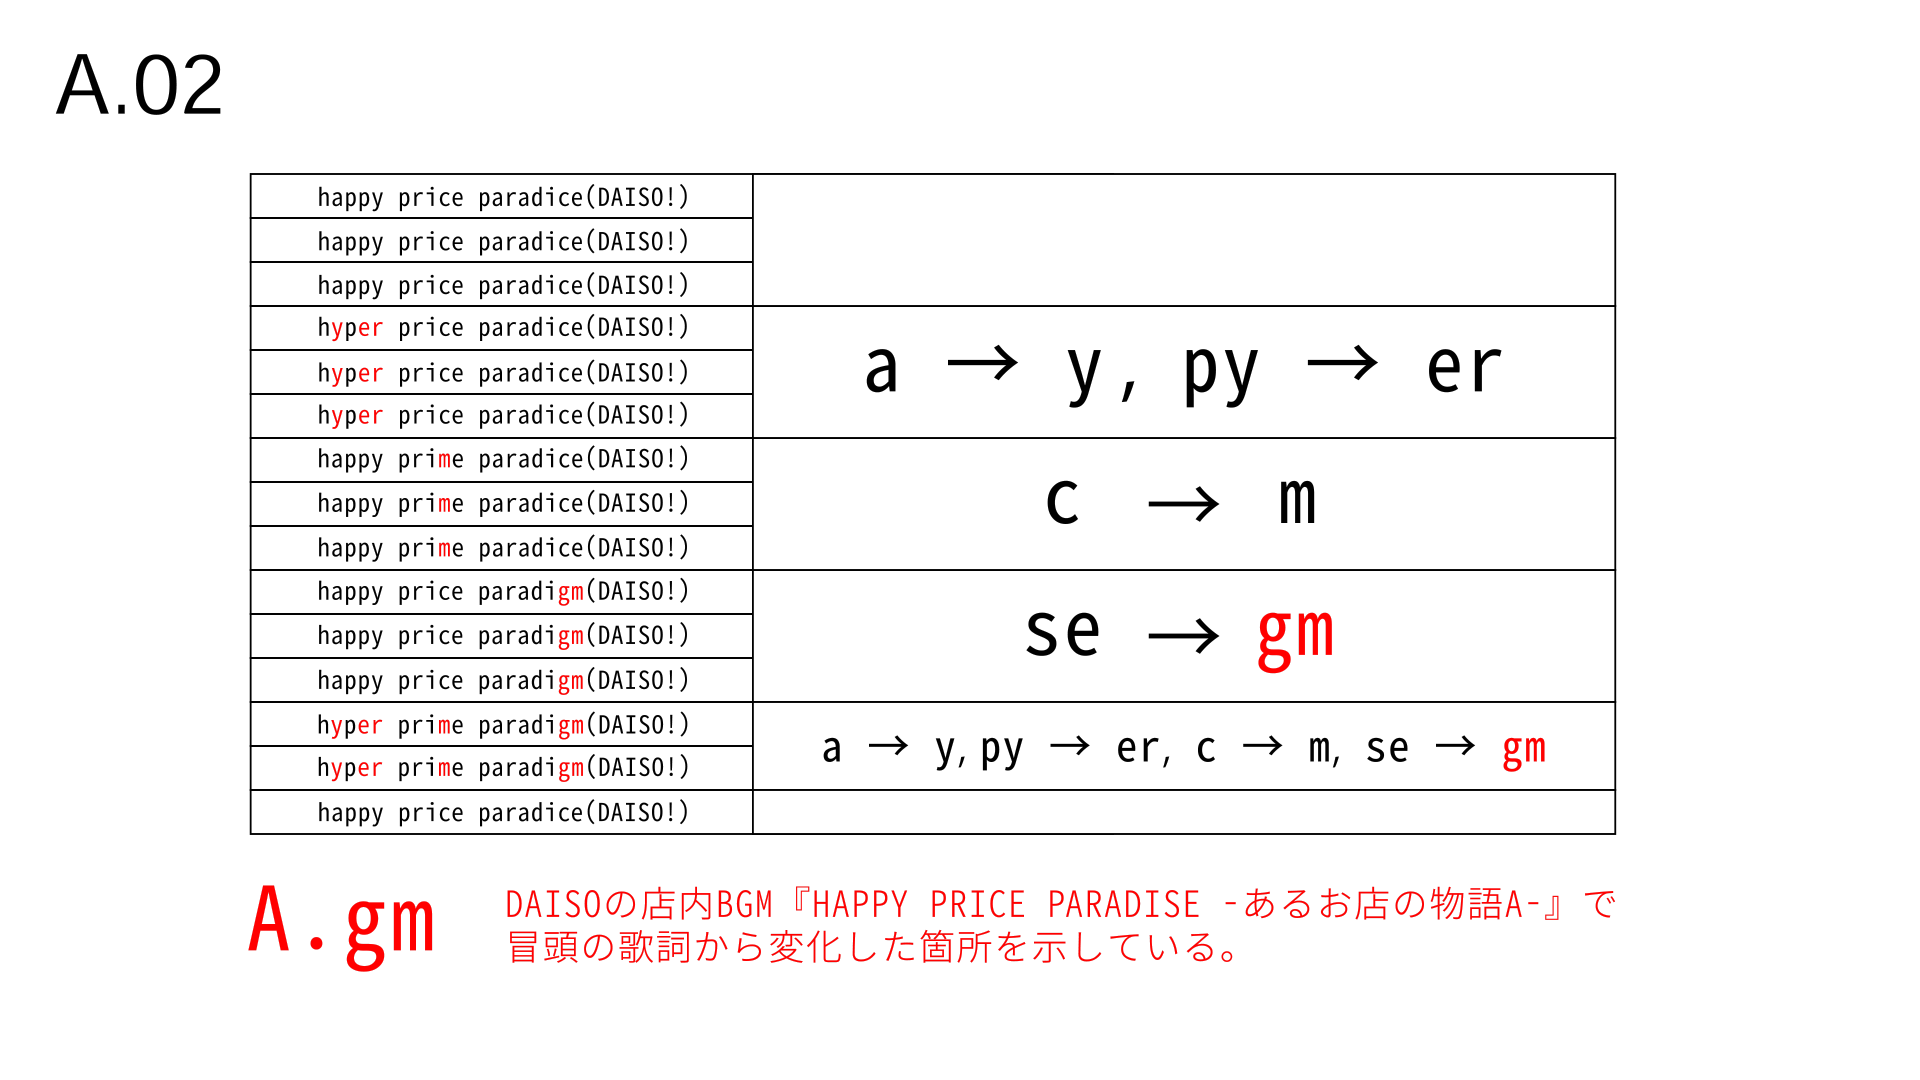 A.02
happy price paradice(DAISO!)
happy price paradice(DAISO!)
happy price paradice(DAISO!)
hyper price paradice(DAISO!)
hyper price paradice(DAISO!)
hyper price paradice(DAISO!)
a → y, py → er
happy prime paradice(DAISO!)
happy prime paradice(DAISO!)
happy prime paradice(DAISO!)
c → m
happy price paradigm(DAISO!)
happy price paradigm(DAISO!)
happy price paradigm(DAISO!)
se → gm
hyper prime paradigm(DAISO!)
hyper prime paradigm(DAISO!)
a → y, py → er, c → m, se → gm
happy price paradice(DAISO!)
A.gm
DAISOの店内BGM『HAPPY PRICE PARADISE -あるお店の物語A-』で
冒頭の歌詞から変化した箇所を示している。